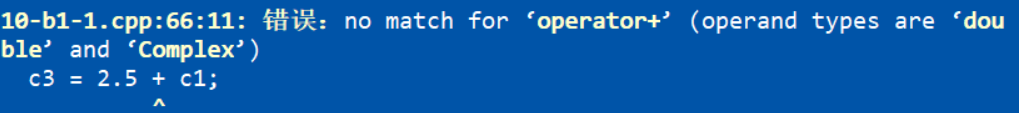 10-b1-1.cpp:66:11: 错误：no match for ‘operator+’ (operand types are ‘dou
ble’ and ‘Complex’)
  c3 = 2.5 + c1;
           ^